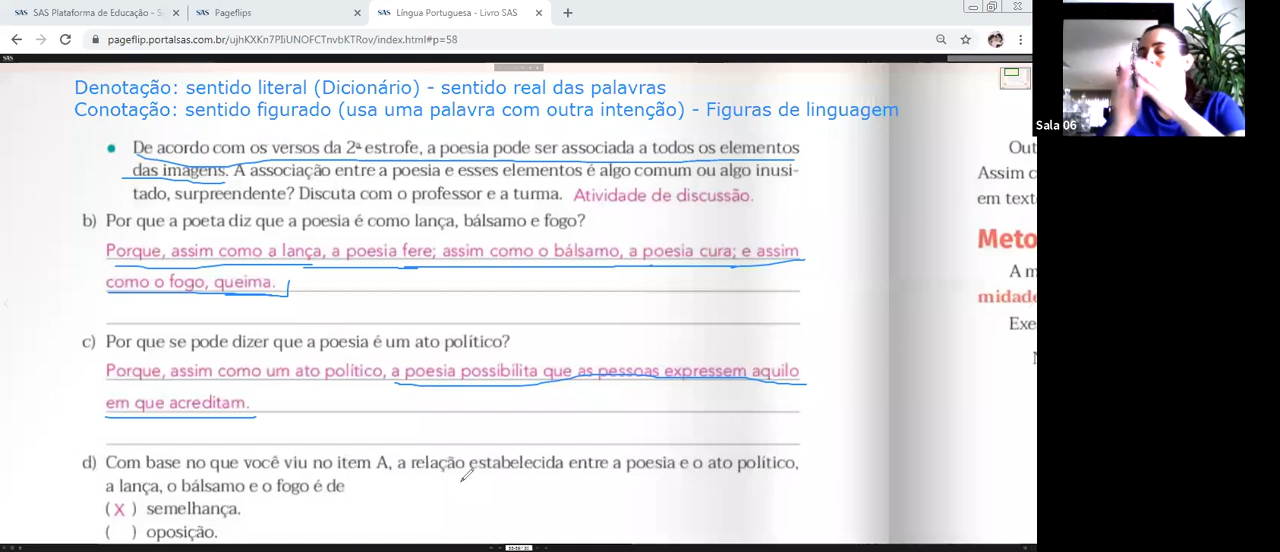 SAS Plataforma de Educação - S
Pageflips
Língua Portuguesa - Livro SAS
pageflip.portalsas.com.br/ujhKXKn7PIiUNOFCTnvbKTRov/index.html#p=58
SAS
Denotação: sentido literal (Dicionário) - sentido real das palavras
Conotação: sentido figurado (usa uma palavra com outra intenção) - Figuras de linguagem
Sala 06
• De acordo com os versos da 2ª estrofe, a poesia pode ser associada a todos os elementos
das imagens. A associação entre a poesia e esses elementos é algo comum ou algo inusi-
tado, surpreendente? Discuta com o professor e a turma. Atividade de discussão.
b) Por que a poeta diz que a poesia é como lança, bálsamo e fogo?
Porque, assim como a lança, a poesia fere; assim como o bálsamo, a poesia cura; e assim
como o fogo, queima.
c) Por que se pode dizer que a poesia é um ato político?
Porque, assim como um ato político, a poesia possibilita que as pessoas expressem aquilo
em que acreditam.
d) Com base no que você viu no item A, a relação estabelecida entre a poesia e o ato político,
a lança, o bálsamo e o fogo é de
( X ) semelhança.
( ) oposição.
Out
Assim c
em text
Meto
A m
midade
Exe